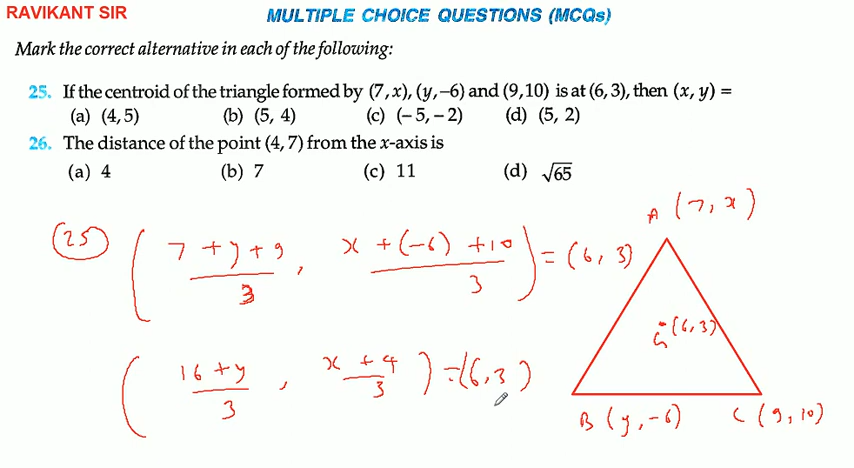 RAVIKANT SIR
MULTIPLE CHOICE QUESTIONS (MCQs)
Mark the correct alternative in each of the following:
25. If the centroid of the triangle formed by (7, x), (y, –6) and (9, 10) is at (6, 3), then (x, y) =
(a) (4, 5) (b) (5, 4) (c) (– 5, – 2) (d) (5, 2)
26. The distance of the point (4, 7) from the x-axis is
(a) 4 (b) 7 (c) 11 (d) √65
A (7, x)
(25) ( (7 + y + 9)/3 , (x + (-6) + 10)/3 ) = (6, 3)
G (6, 3)
( (16 + y)/3 , (x + 4)/3 ) = (6, 3)
B (y, -6) C (9, 10)